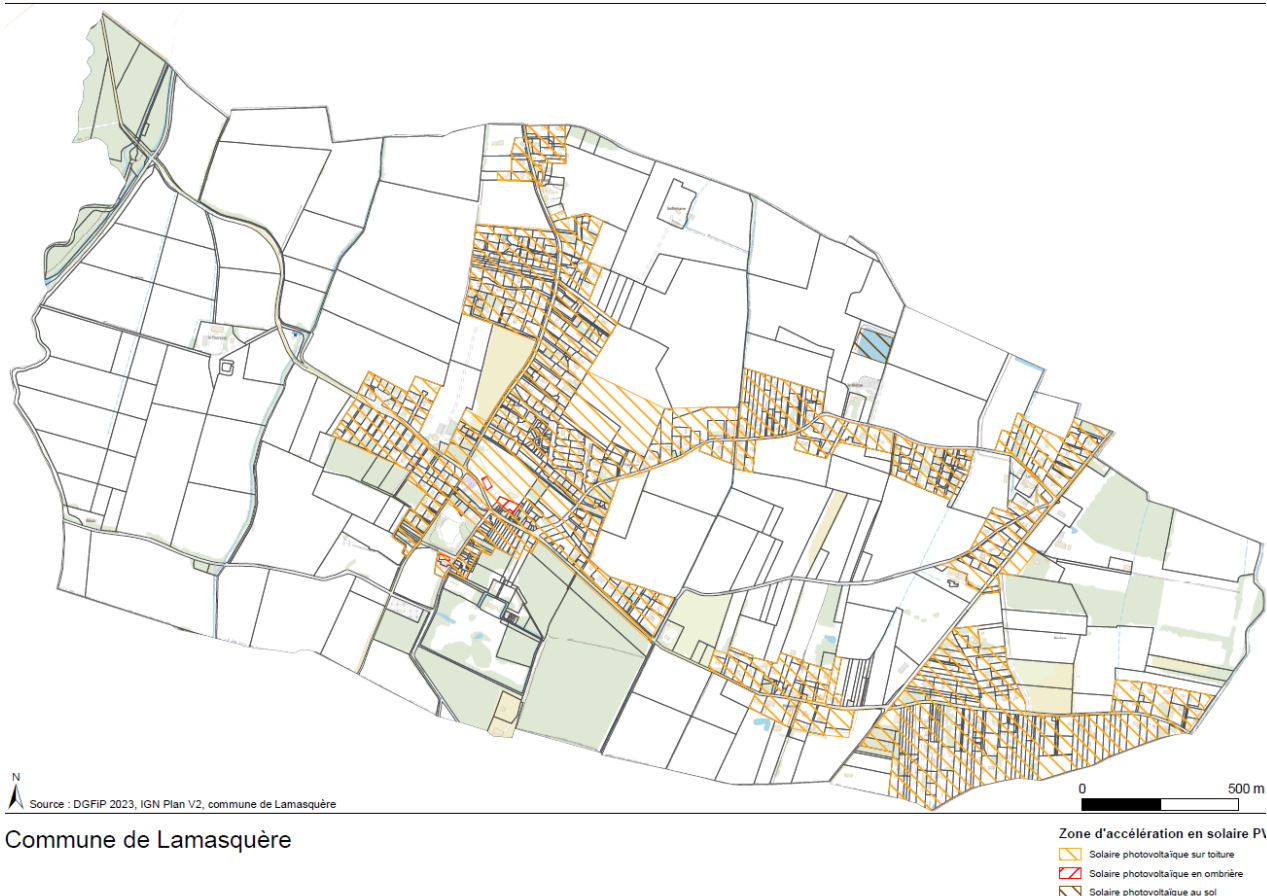 N
Source : DGFiP 2023, IGN Plan V2, commune de Lamasquère
0 500 m
Commune de Lamasquère
Zone d'accélération en solaire PV
Solaire photovoltaïque sur toiture
Solaire photovoltaïque en ombrière
Solaire photovoltaïque au sol